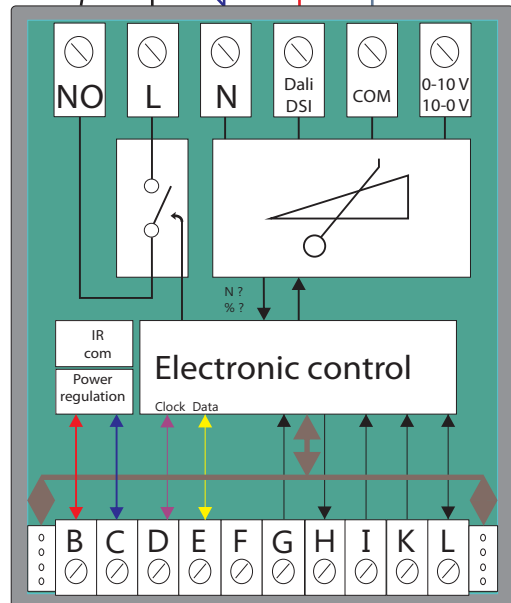 NO
L
N
Dali
DSI
COM
0-10 V
10-0 V
N ?
% ?
IR
com
Power
regulation
Electronic control
Clock Data
B C D E F G H I K L